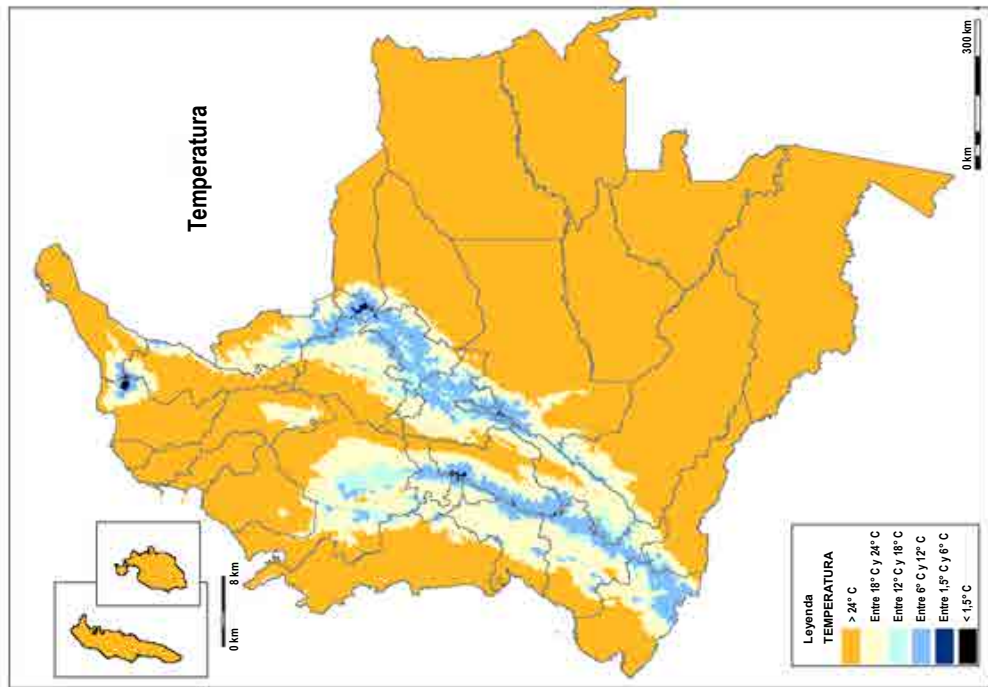 Temperatura
0 km 300 km
0 km 8 km
Leyenda
TEMPERATURA
> 24° C
Entre 18° C y 24° C
Entre 12° C y 18° C
Entre 6° C y 12° C
Entre 1,5° C y 6° C
< 1,5° C